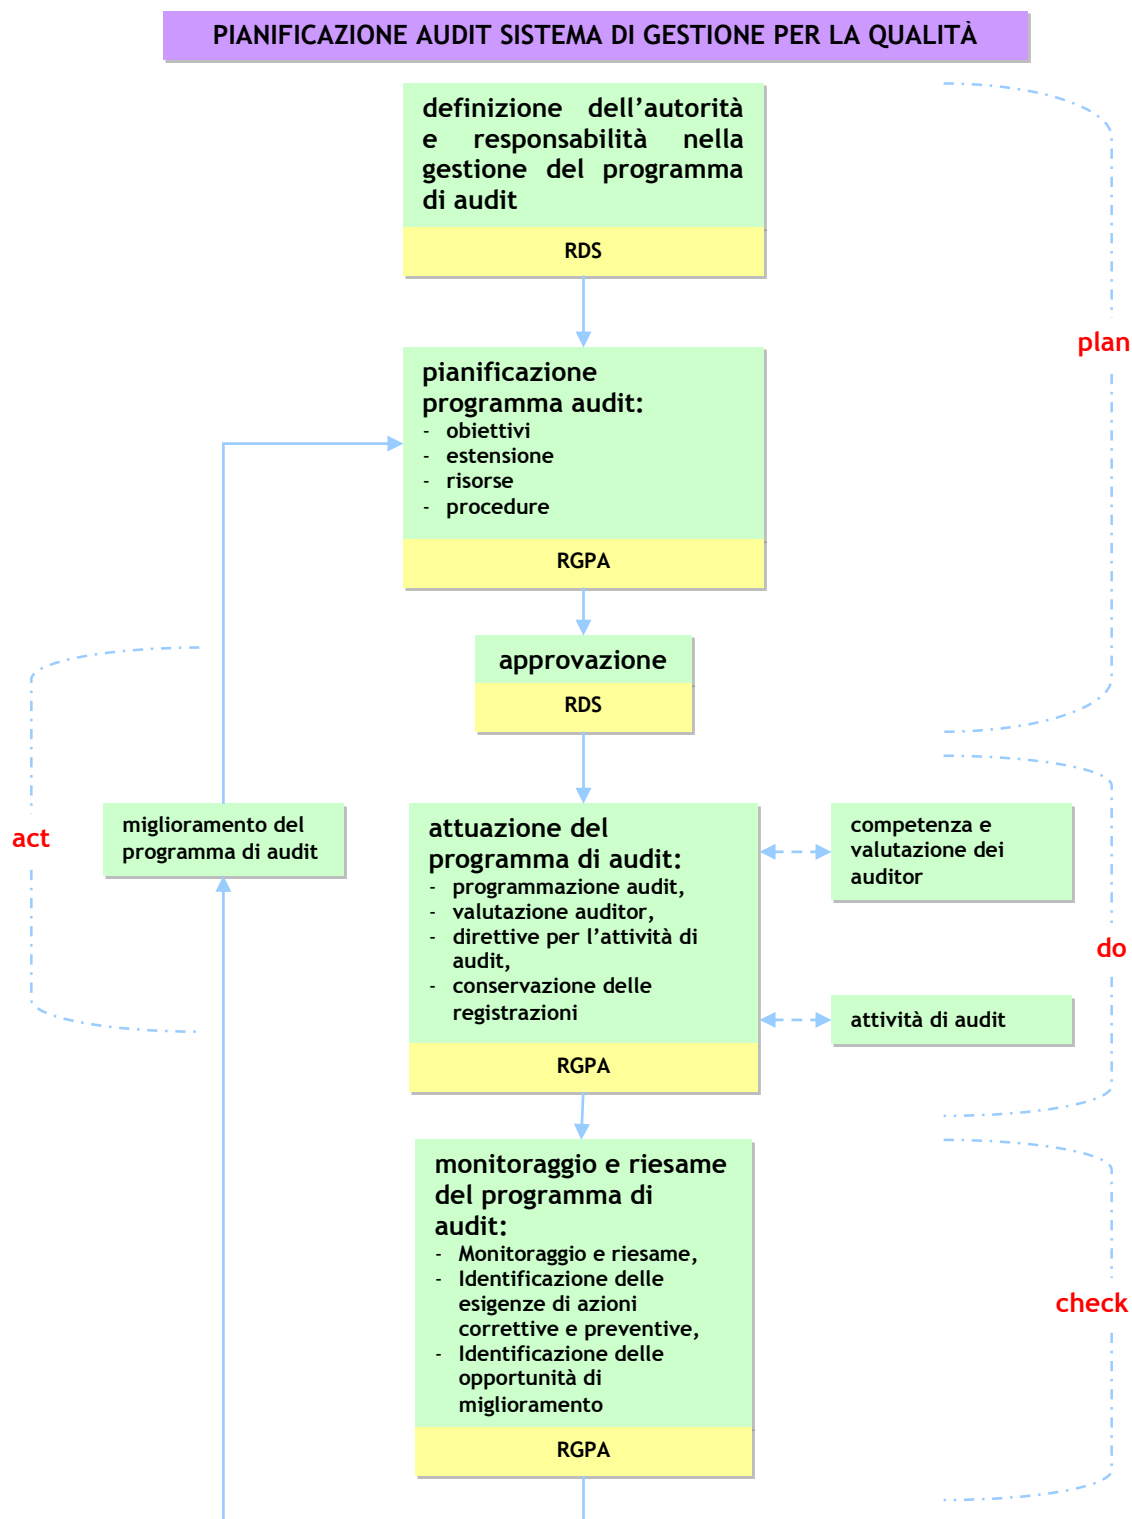 PIANIFICAZIONE AUDIT SISTEMA DI GESTIONE PER LA QUALITÀ
definizione dell’autorità
e responsabilità nella
gestione del programma
di audit
RDS
plan
pianificazione
programma audit:
- obiettivi
- estensione
- risorse
- procedure
RGPA
approvazione
RDS
act
miglioramento del
programma di audit
attuazione del
programma di audit:
- programmazione audit,
- valutazione auditor,
- direttive per l’attività di
audit,
- conservazione delle
registrazioni
RGPA
competenza e
valutazione dei
auditor
do
attività di audit
monitoraggio e riesame
del programma di
audit:
- Monitoraggio e riesame,
- Identificazione delle
esigenze di azioni
correttive e preventive,
- Identificazione delle
opportunità di
miglioramento
RGPA
check